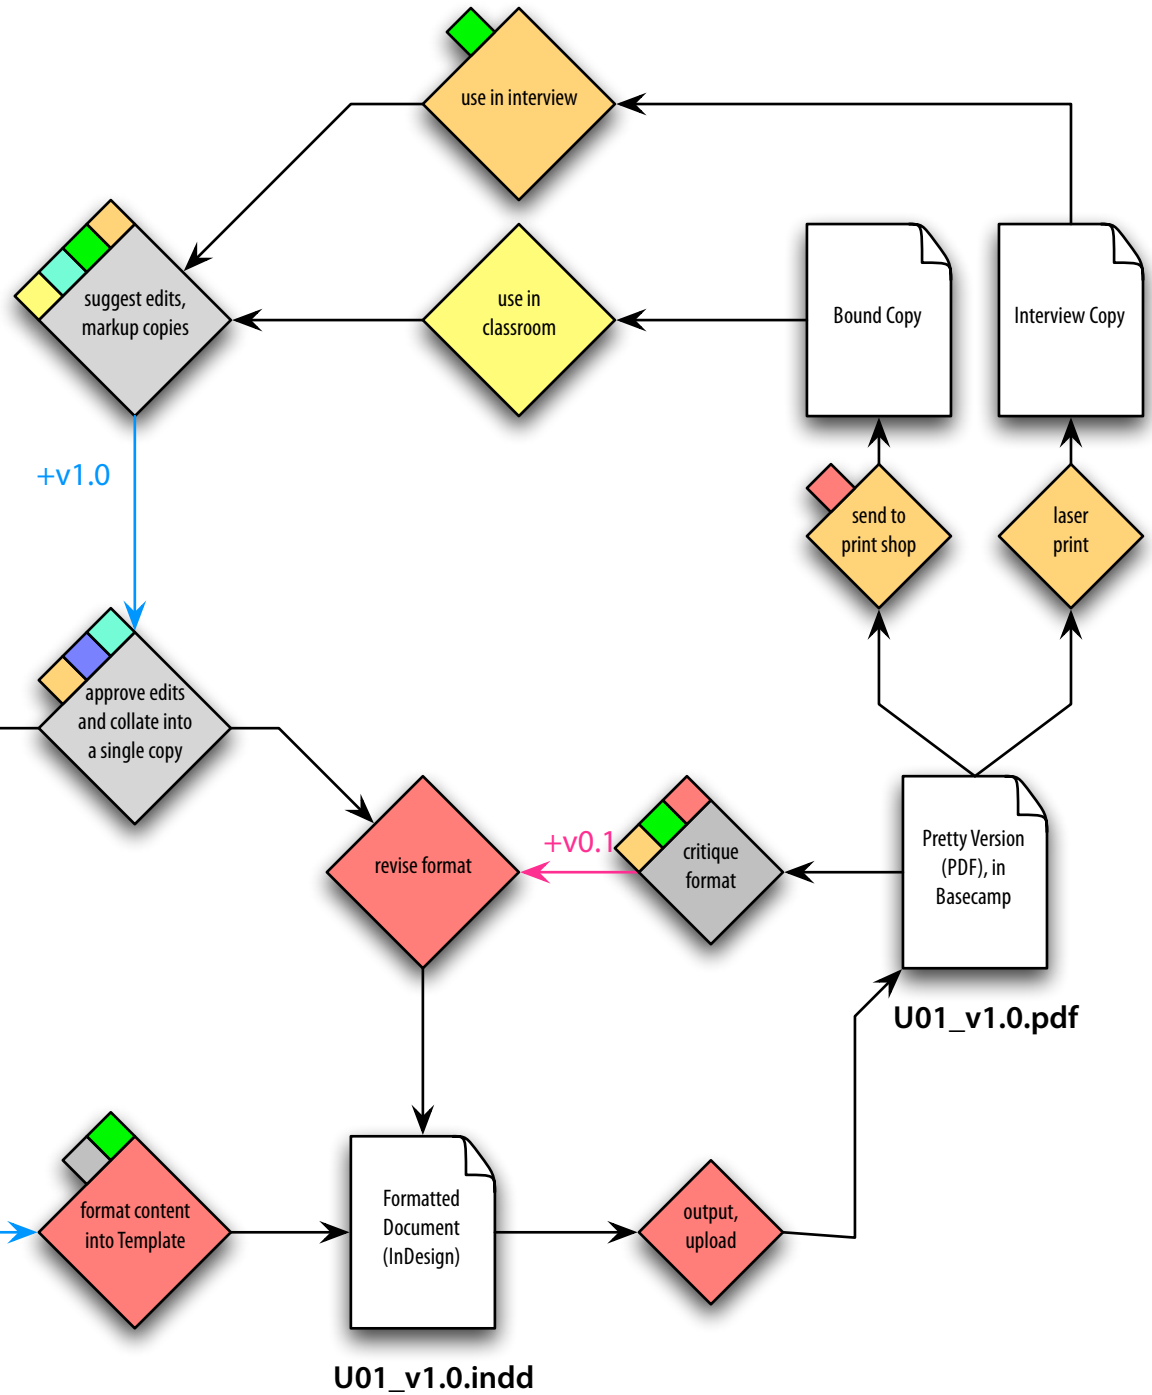 use in interview
suggest edits,
markup copies
use in
classroom
Bound Copy
Interview Copy
+v1.0
send to
print shop
laser
print
approve edits
and collate into
a single copy
revise format
+v0.1
critique
format
Pretty Version
(PDF), in
Basecamp
U01_v1.0.pdf
format content
into Template
Formatted
Document
(InDesign)
output,
upload
U01_v1.0.indd